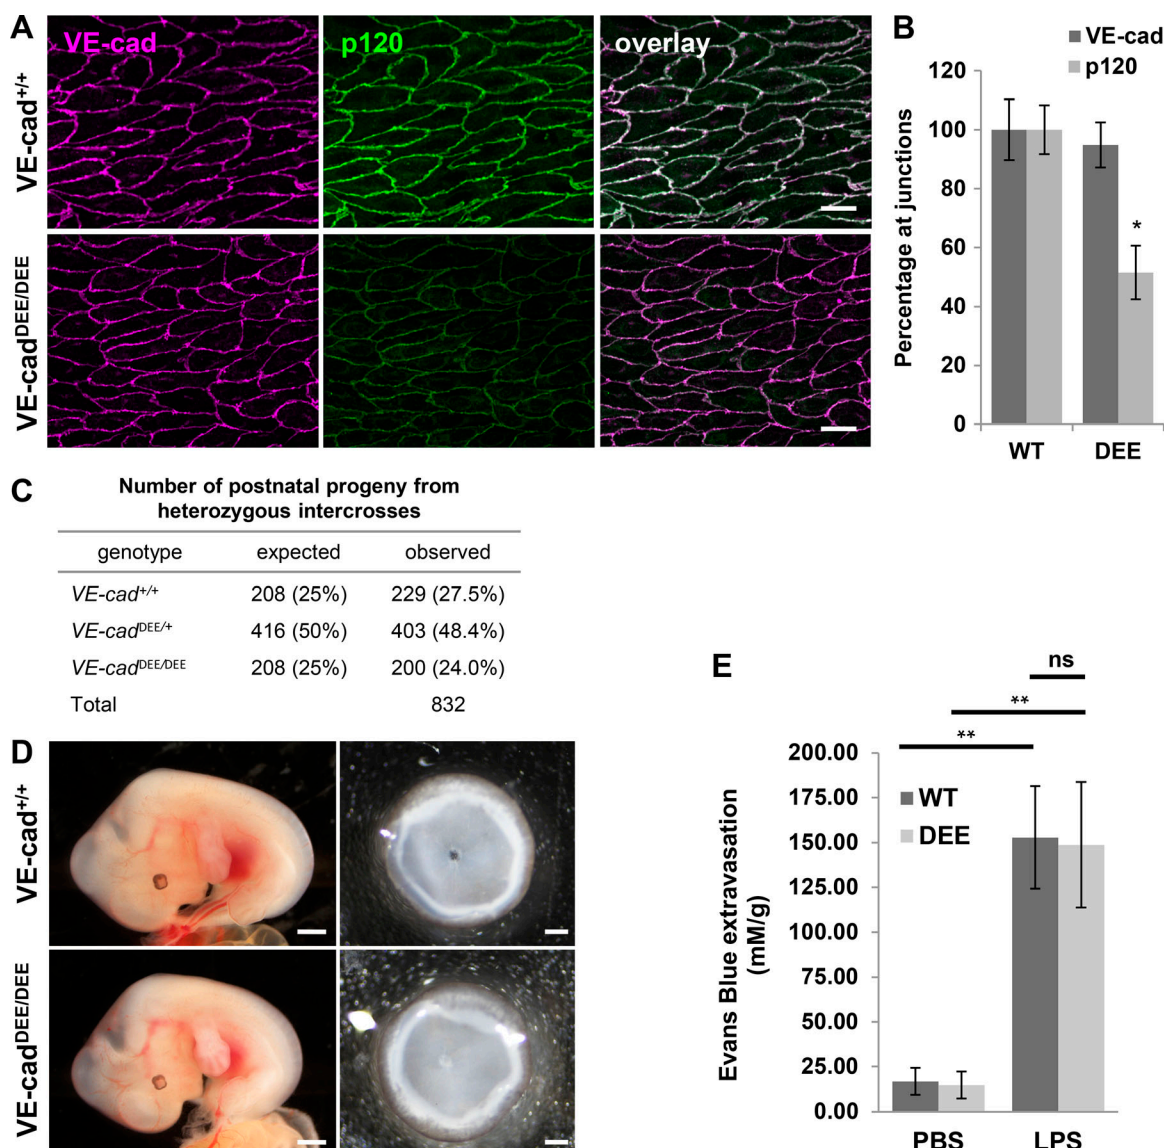 A
VE-cad
p120
overlay
VE-cad+/+
VE-cadDEE/DEE
B
VE-cad
p120
Percentage at junctions
120
100
80
60
40
20
0
*
WT
DEE
C
Number of postnatal progeny from
heterozygous intercrosses
genotype expected observed
VE-cad+/+ 208 (25%) 229 (27.5%)
VE-cadDEE/+ 416 (50%) 403 (48.4%)
VE-cadDEE/DEE 208 (25%) 200 (24.0%)
Total 832
D
VE-cad+/+
VE-cadDEE/DEE
E
ns
**
**
WT
DEE
Evans Blue extravasation
(mM/g)
200.00
175.00
150.00
125.00
100.00
75.00
50.00
25.00
0.00
PBS
LPS